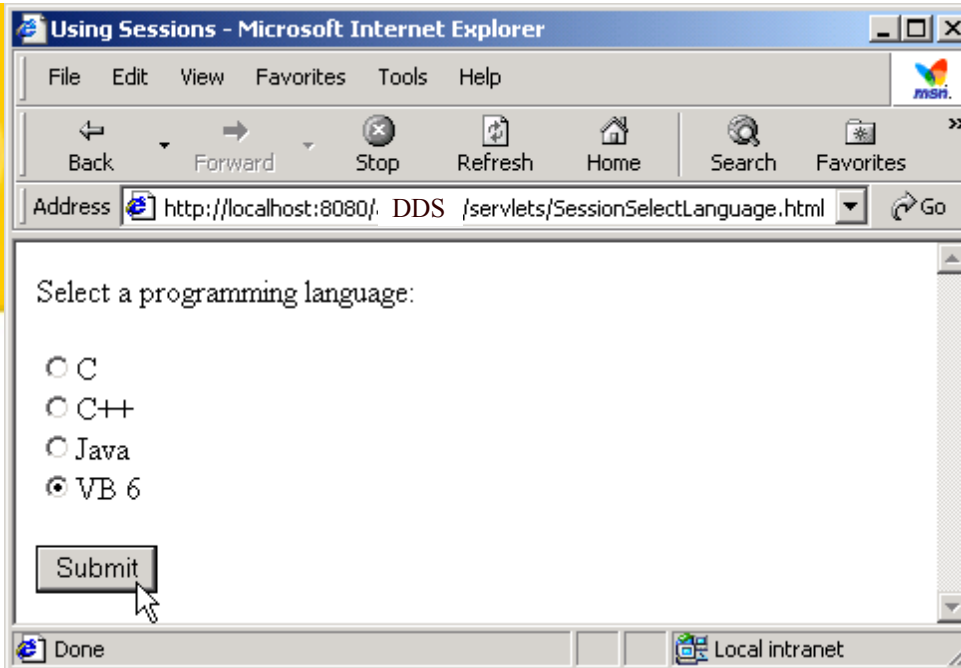 Using Sessions - Microsoft Internet Explorer
File Edit View Favorites Tools Help
msn.
Back Forward Stop Refresh Home Search Favorites »
Address http://localhost:8080/. DDS /servlets/SessionSelectLanguage.html Go
Select a programming language:
C
C++
Java
VB 6
Submit
Done Local intranet